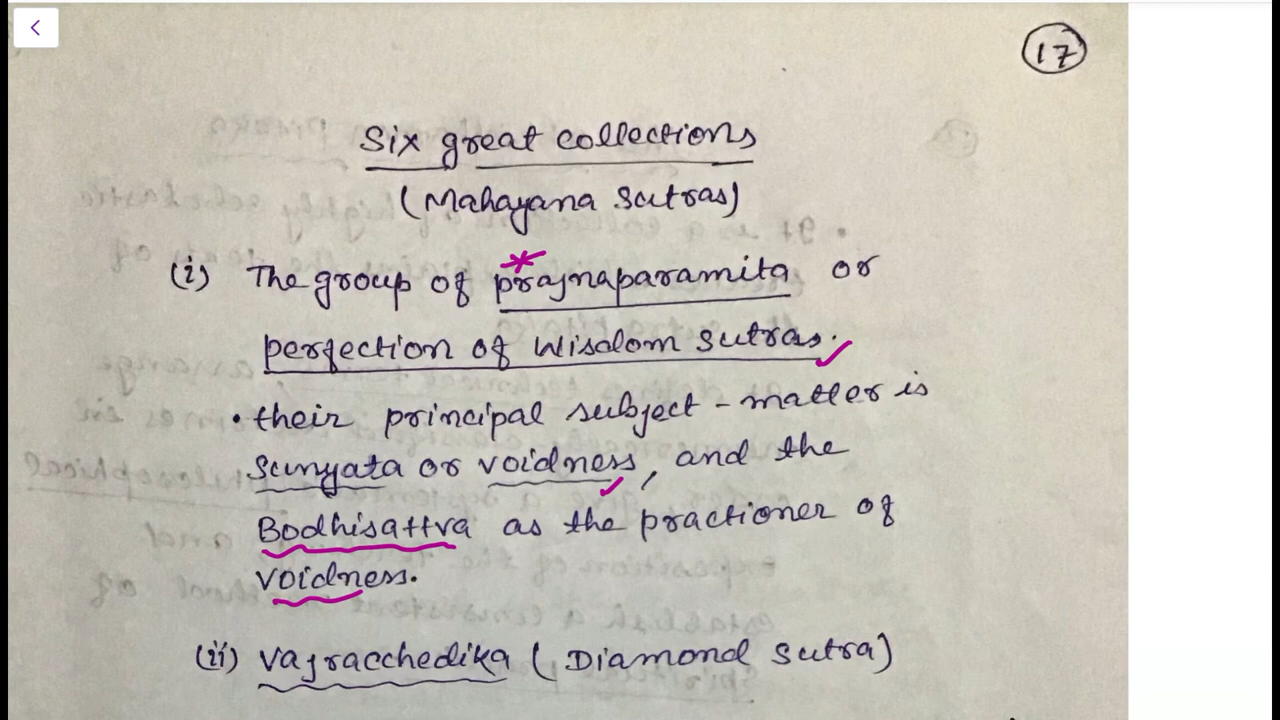 17
Six great collections
(Mahayana Sutras)
(i) The group of prajnaparamita or
perfection of Wisdom Sutras.
• their principal subject-matter is
Sunyata or voidness, and the
Bodhisattva as the practioner of
voidness.
(ii) Vajracchedika (Diamond Sutra)